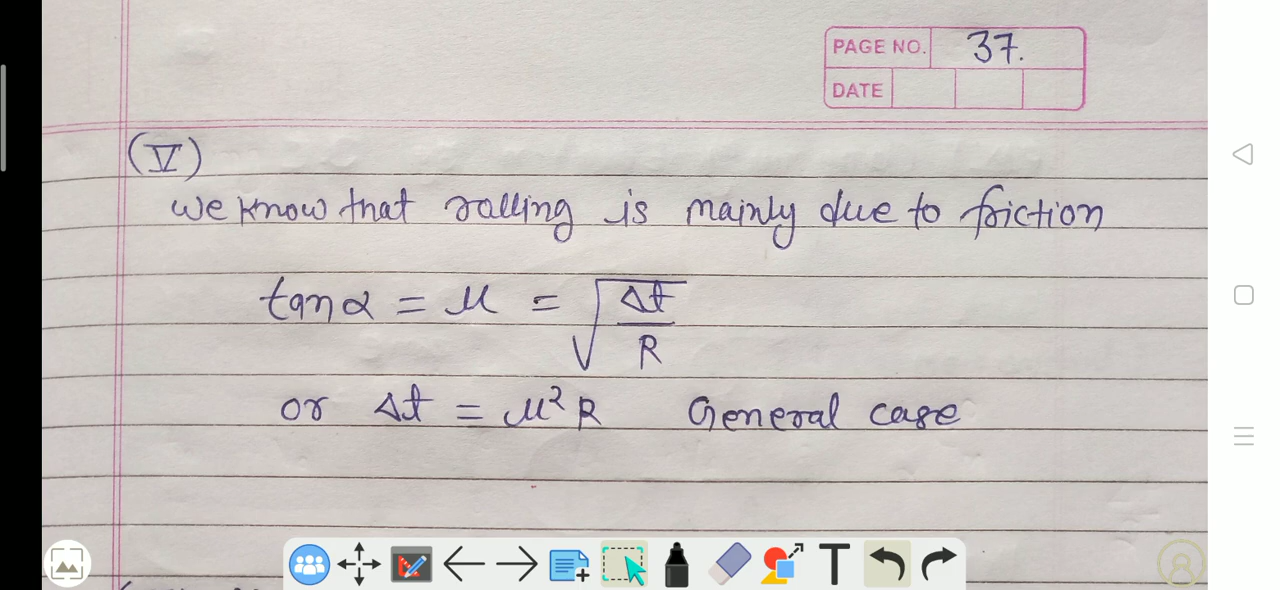 PAGE NO. 37.
DATE
(V)
we know that rolling is mainly due to friction
tan α = μ = √(Δt/R)
or Δt = μ² R General case
T